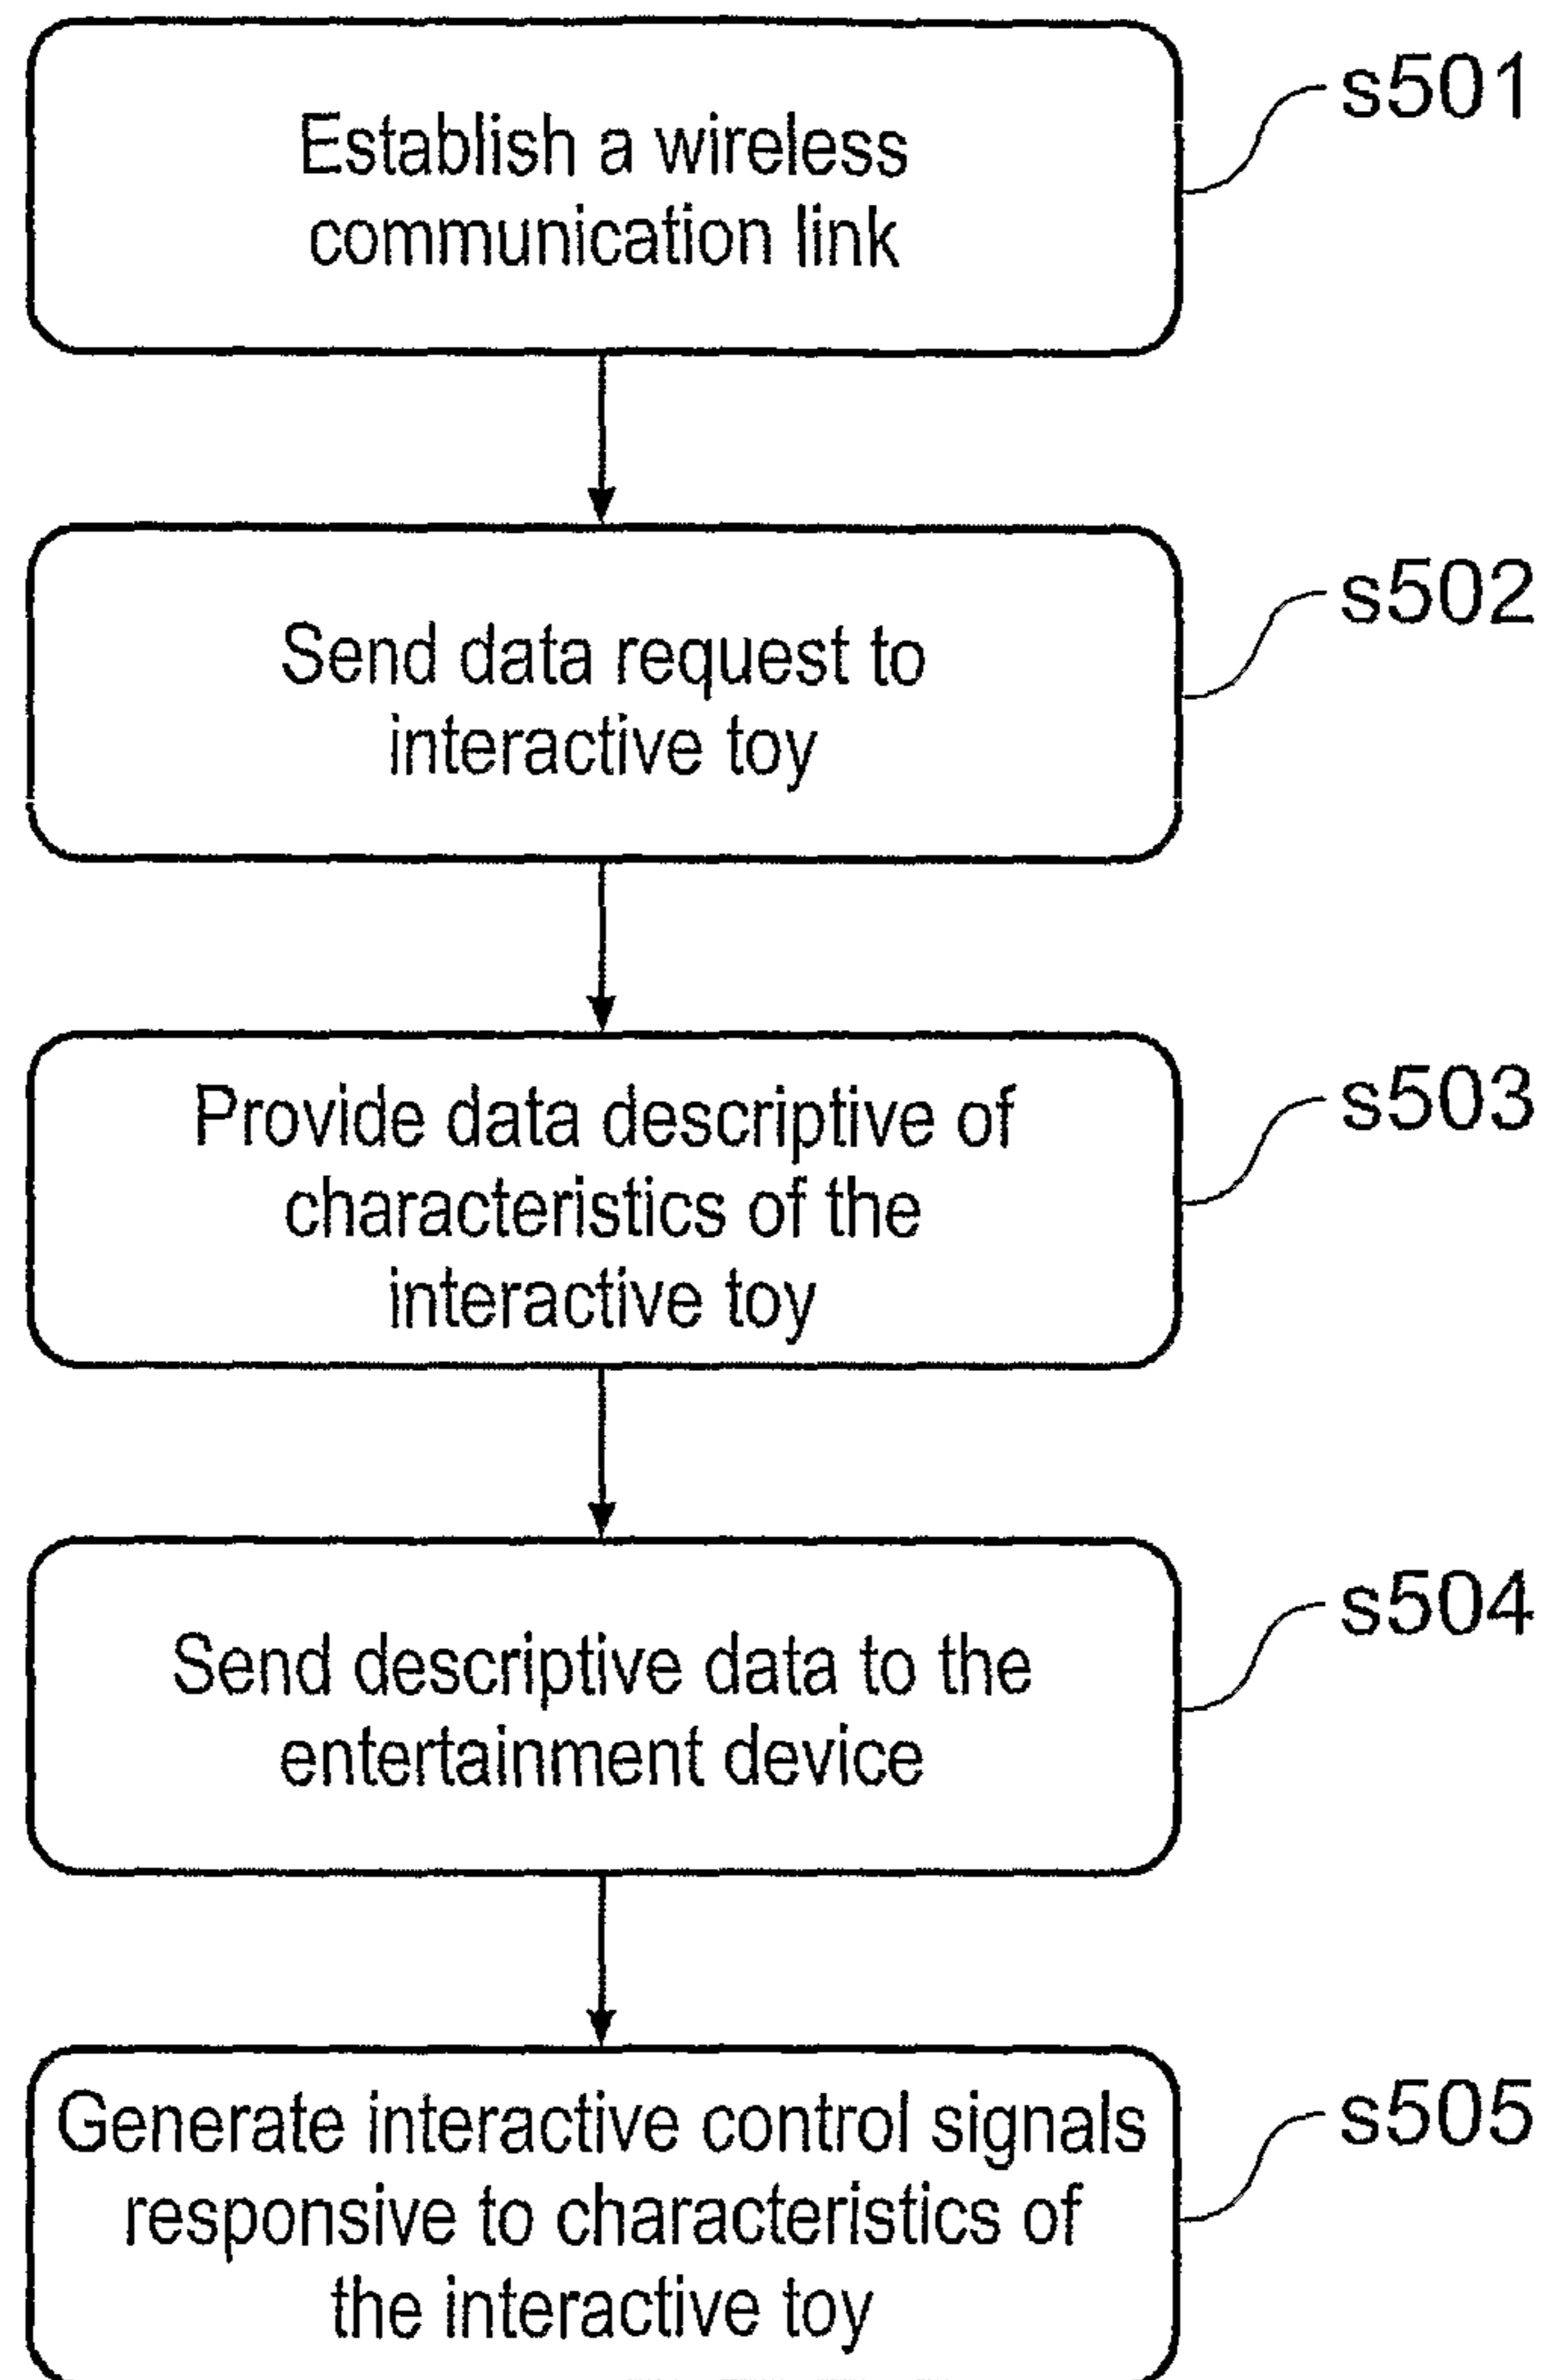 Establish a wireless
communication link
s501
Send data request to
interactive toy
s502
Provide data descriptive of
characteristics of the
interactive toy
s503
Send descriptive data to the
entertainment device
s504
Generate interactive control signals
responsive to characteristics of
the interactive toy
s505